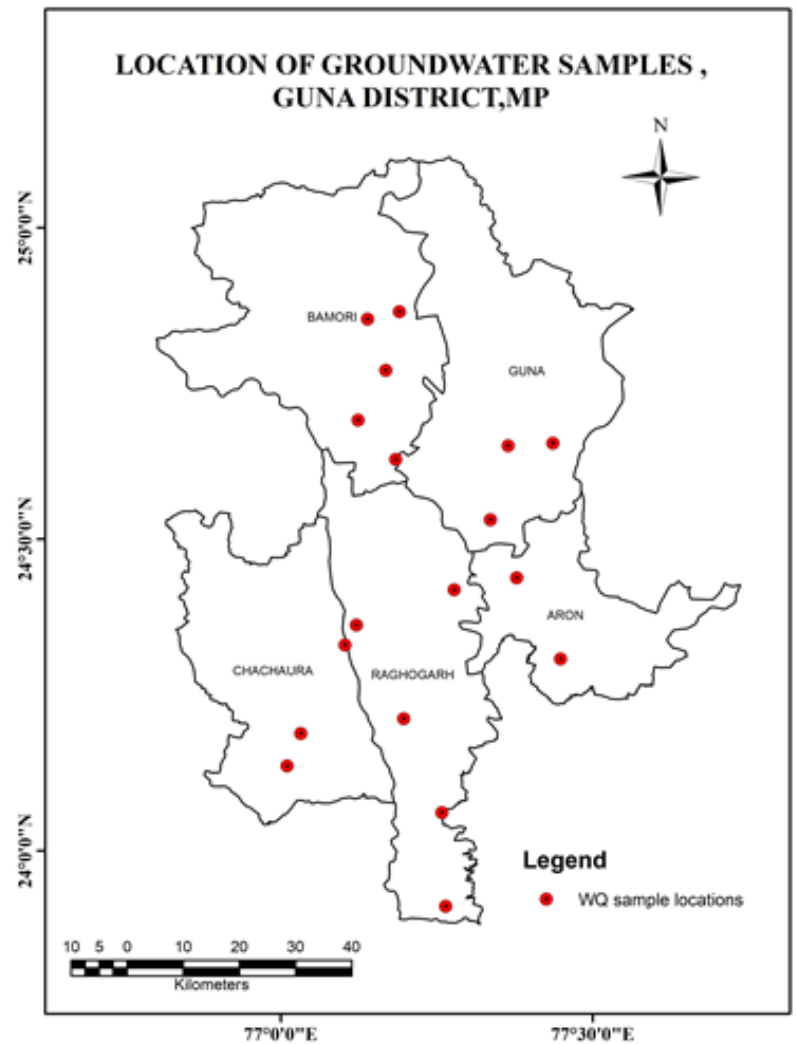 LOCATION OF GROUNDWATER SAMPLES ,
GUNA DISTRICT,MP
N
25°0'0"N
BAMORI
GUNA
24°30'0"N
ARON
CHACHAURA
RAGHOGARH
24°0'0"N
Legend
WQ sample locations
10 5 0 10 20 30 40
Kilometers
77°0'0"E 77°30'0"E